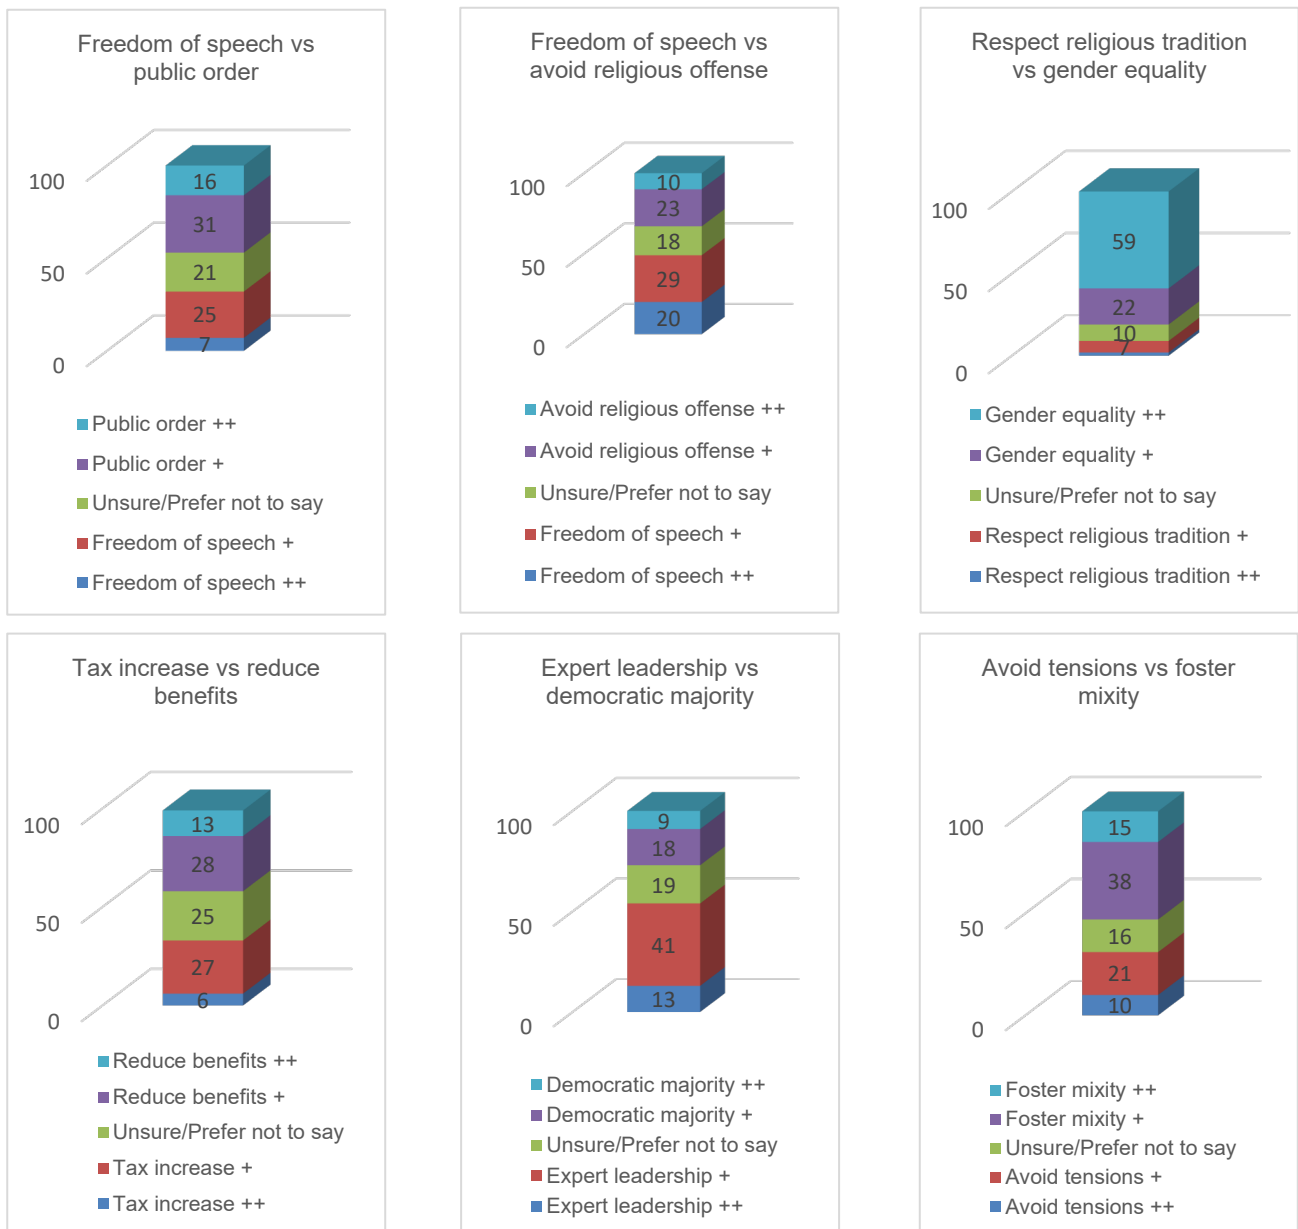 Freedom of speech vs
public order
100
50
0
16
31
21
25
7
Public order ++
Public order +
Unsure/Prefer not to say
Freedom of speech +
Freedom of speech ++
Freedom of speech vs
avoid religious offense
100
50
0
10
23
18
29
20
Avoid religious offense ++
Avoid religious offense +
Unsure/Prefer not to say
Freedom of speech +
Freedom of speech ++
Respect religious tradition
vs gender equality
100
50
0
59
22
10
7
Gender equality ++
Gender equality +
Unsure/Prefer not to say
Respect religious tradition +
Respect religious tradition ++
Tax increase vs reduce
benefits
100
50
0
13
28
25
27
6
Reduce benefits ++
Reduce benefits +
Unsure/Prefer not to say
Tax increase +
Tax increase ++
Expert leadership vs
democratic majority
100
50
0
9
18
19
41
13
Democratic majority ++
Democratic majority +
Unsure/Prefer not to say
Expert leadership +
Expert leadership ++
Avoid tensions vs foster
mixity
100
50
0
15
38
16
21
10
Foster mixity ++
Foster mixity +
Unsure/Prefer not to say
Avoid tensions +
Avoid tensions ++